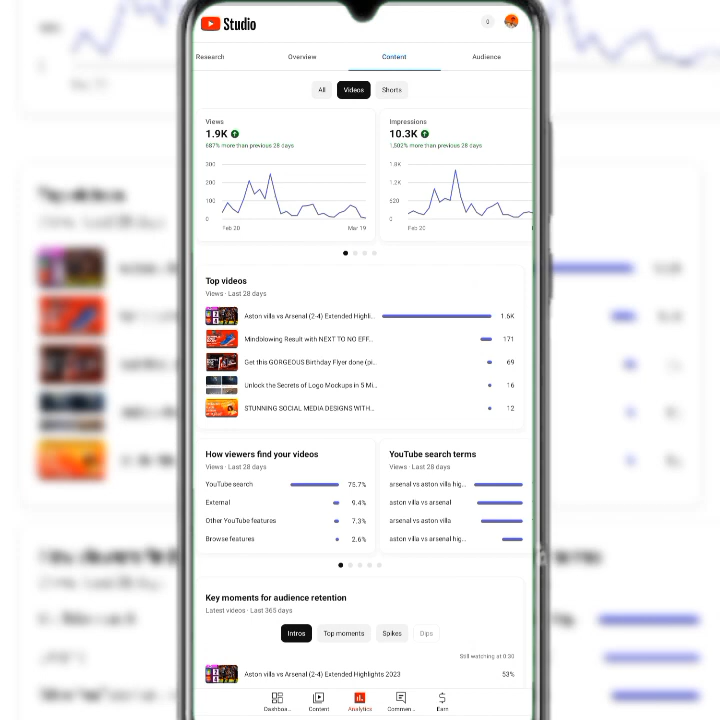 Studio
0
Research Overview Content Audience
All Videos Shorts
Views
1.9K
687% more than previous 28 days
300
200
100
0
Feb 20 Mar 19
Impressions
10.3K
1,502% more than previous 28 days
1.8K
1.2K
620
0
Feb 20
Top videos
Views · Last 28 days
Aston villa vs Arsenal (2-4) Extended Highli... 1.6K
Mindblowing Result with NEXT TO NO EFF... 171
Get this GORGEOUS Birthday Flyer done (pi... 69
Unlock the Secrets of Logo Mockups in 5 Mi... 16
STUNNING SOCIAL MEDIA DESIGNS WITH... 12
How viewers find your videos
Views · Last 28 days
YouTube search 75.7%
External 9.4%
Other YouTube features 7.3%
Browse features 2.6%
YouTube search terms
Views · Last 28 days
arsenal vs aston villa hig...
aston villa vs arsenal
arsenal vs aston villa
aston villa vs arsenal hig...
Key moments for audience retention
Latest videos · Last 365 days
Intros Top moments Spikes Dips
Still watching at 0:30
Aston villa vs Arsenal (2-4) Extended Highlights 2023 53%
Dashboa... Content Analytics Commen... Earn